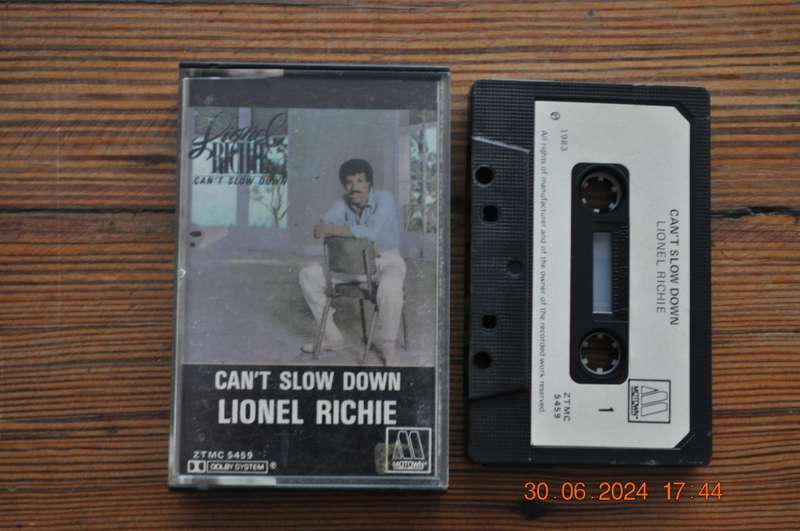 Lionel
RICHIE
CAN'T SLOW DOWN
CAN'T SLOW DOWN
LIONEL RICHIE
ZTMC 5459
DOLBY SYSTEM®
MOTOWN
℗ 1983
All rights of manufacturer and of the owner of the recorded work reserved.
CAN'T SLOW DOWN
LIONEL RICHIE
1
ZTMC
5459
MOTOWN
30.06.2024 17:44